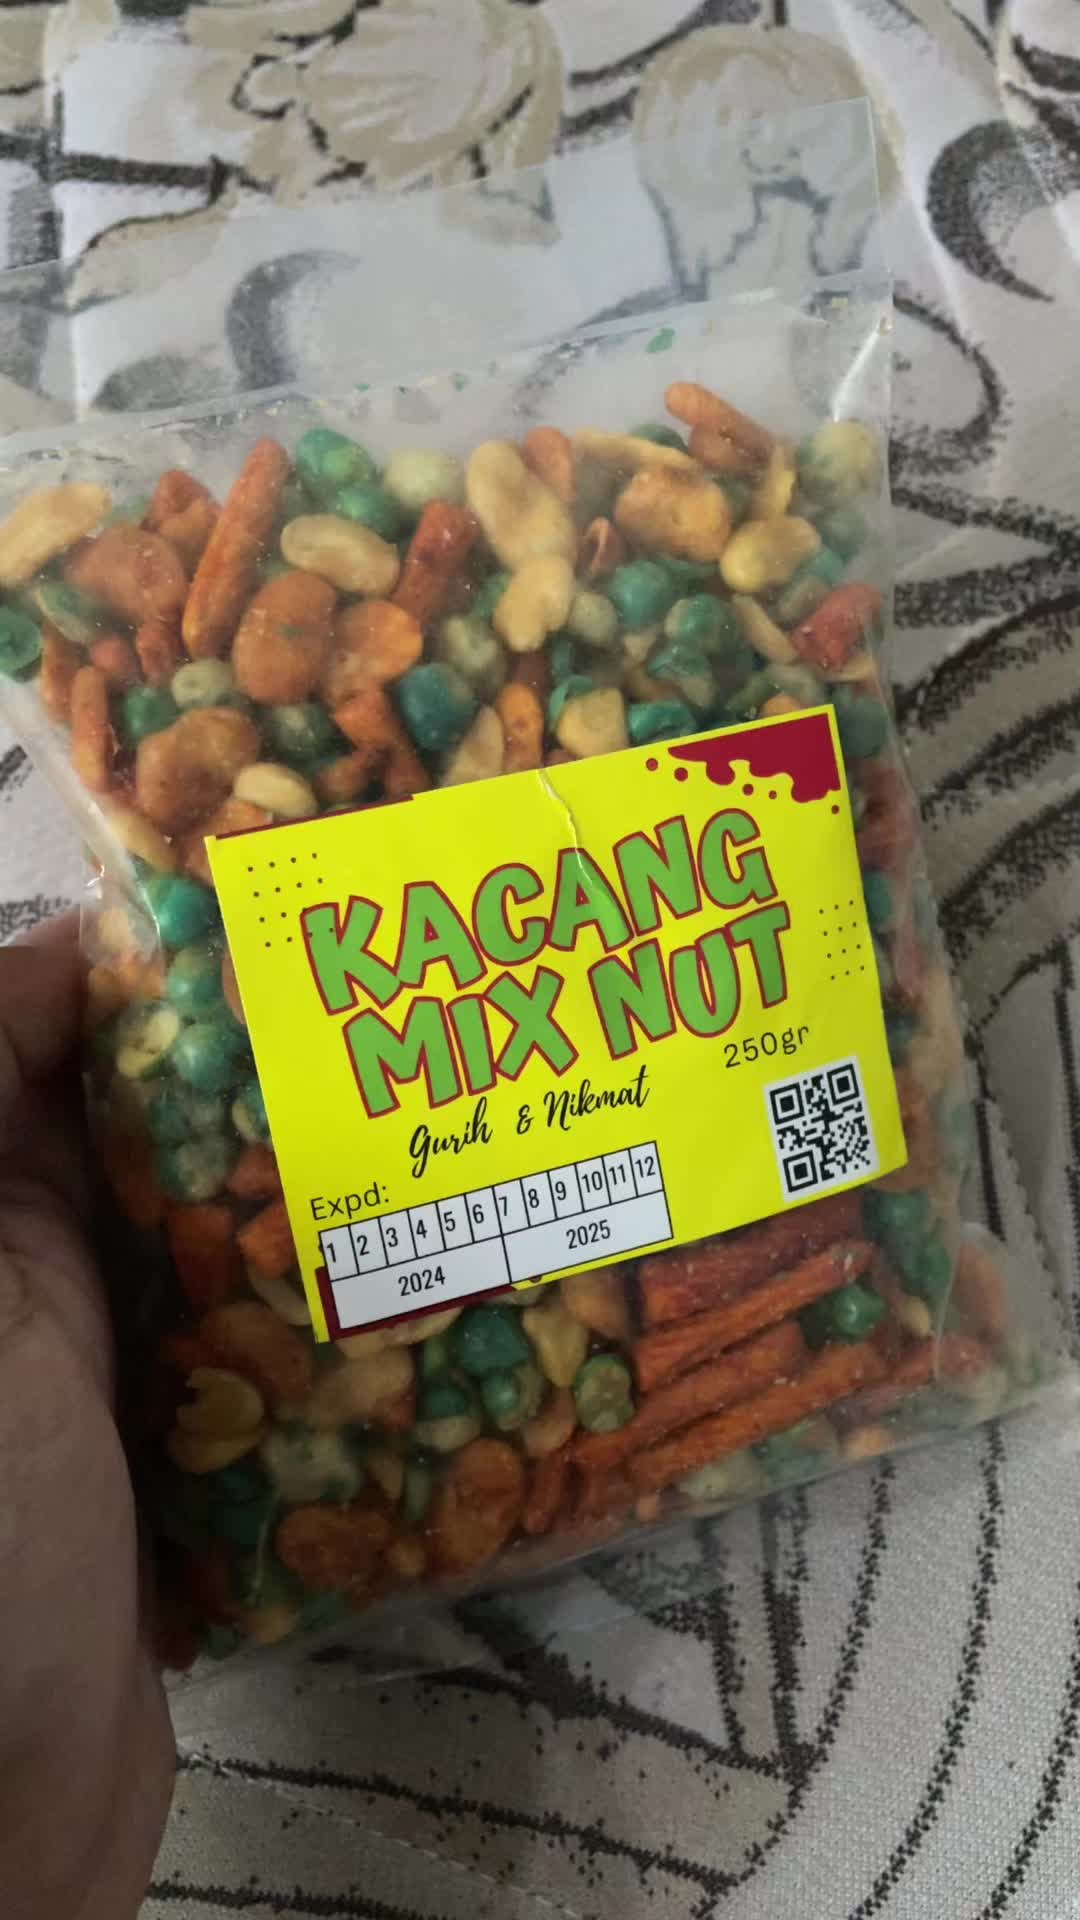 KACANG
MIX NUT
250gr
Gurih & Nikmat
Expd:
1 2 3 4 5 6 7 8 9 10 11 12
2024 2025